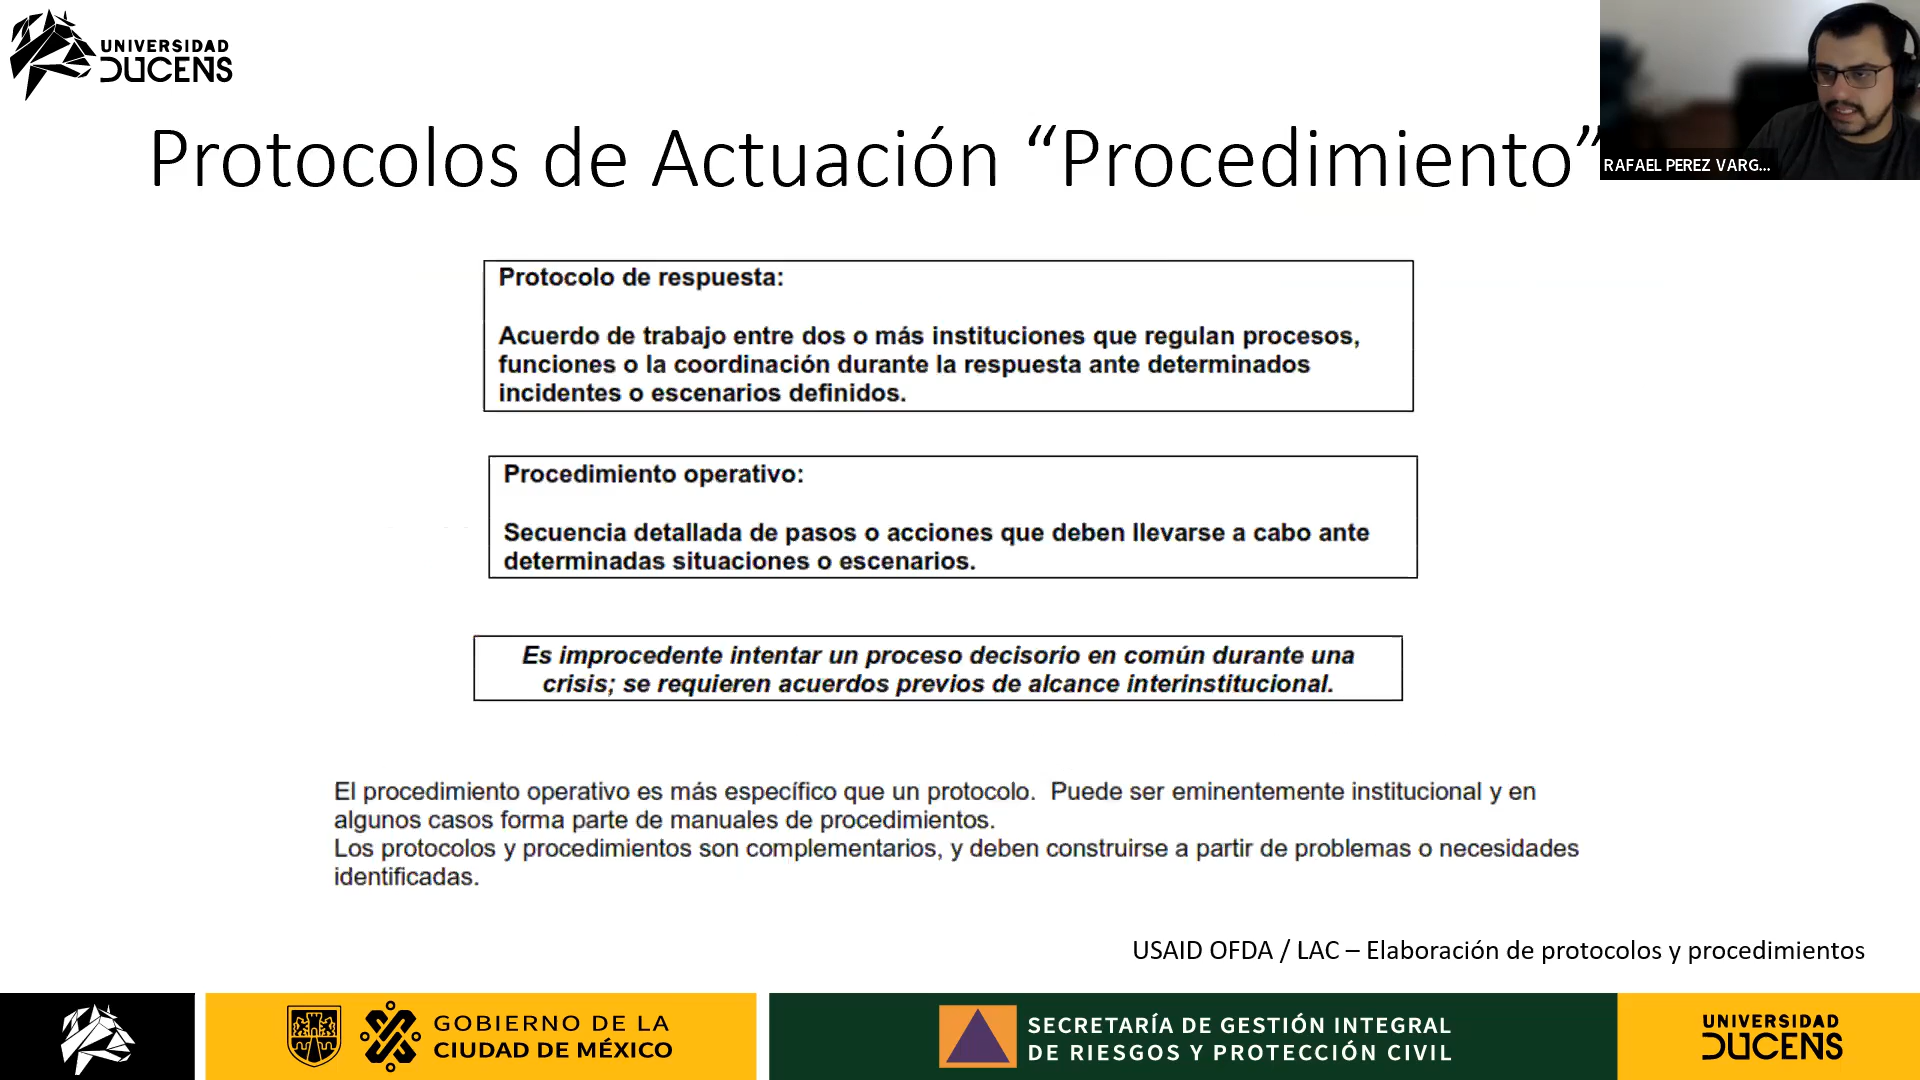 UNIVERSIDAD
DUCENS
RAFAEL PEREZ VARG...
Protocolos de Actuación “Procedimiento”
Protocolo de respuesta:
Acuerdo de trabajo entre dos o más instituciones que regulan procesos,
funciones o la coordinación durante la respuesta ante determinados
incidentes o escenarios definidos.
Procedimiento operativo:
Secuencia detallada de pasos o acciones que deben llevarse a cabo ante
determinadas situaciones o escenarios.
Es improcedente intentar un proceso decisorio en común durante una
crisis; se requieren acuerdos previos de alcance interinstitucional.
El procedimiento operativo es más específico que un protocolo. Puede ser eminentemente institucional y en
algunos casos forma parte de manuales de procedimientos.
Los protocolos y procedimientos son complementarios, y deben construirse a partir de problemas o necesidades
identificadas.
USAID OFDA / LAC – Elaboración de protocolos y procedimientos
GOBIERNO DE LA
CIUDAD DE MÉXICO
SECRETARÍA DE GESTIÓN INTEGRAL
DE RIESGOS Y PROTECCIÓN CIVIL
UNIVERSIDAD
DUCENS